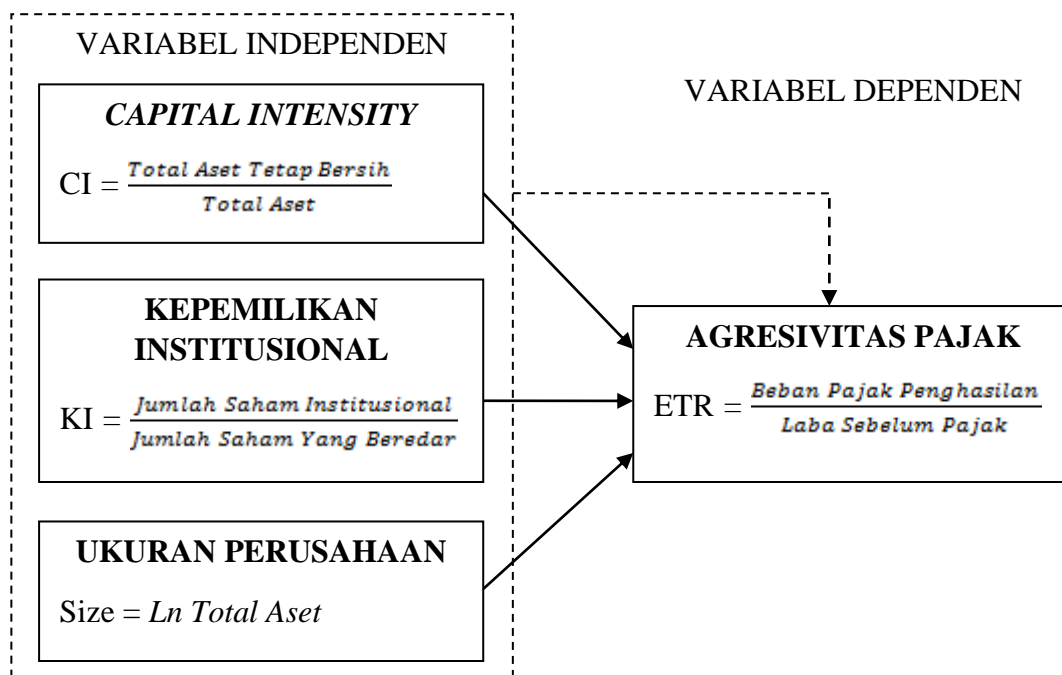 VARIABEL INDEPENDEN
VARIABEL DEPENDEN
CAPITAL INTENSITY
CI = Total Aset Tetap Bersih / Total Aset
KEPEMILIKAN
INSTITUSIONAL
KI = Jumlah Saham Institusional / Jumlah Saham Yang Beredar
UKURAN PERUSAHAAN
Size = Ln Total Aset
AGRESIVITAS PAJAK
ETR = Beban Pajak Penghasilan / Laba Sebelum Pajak